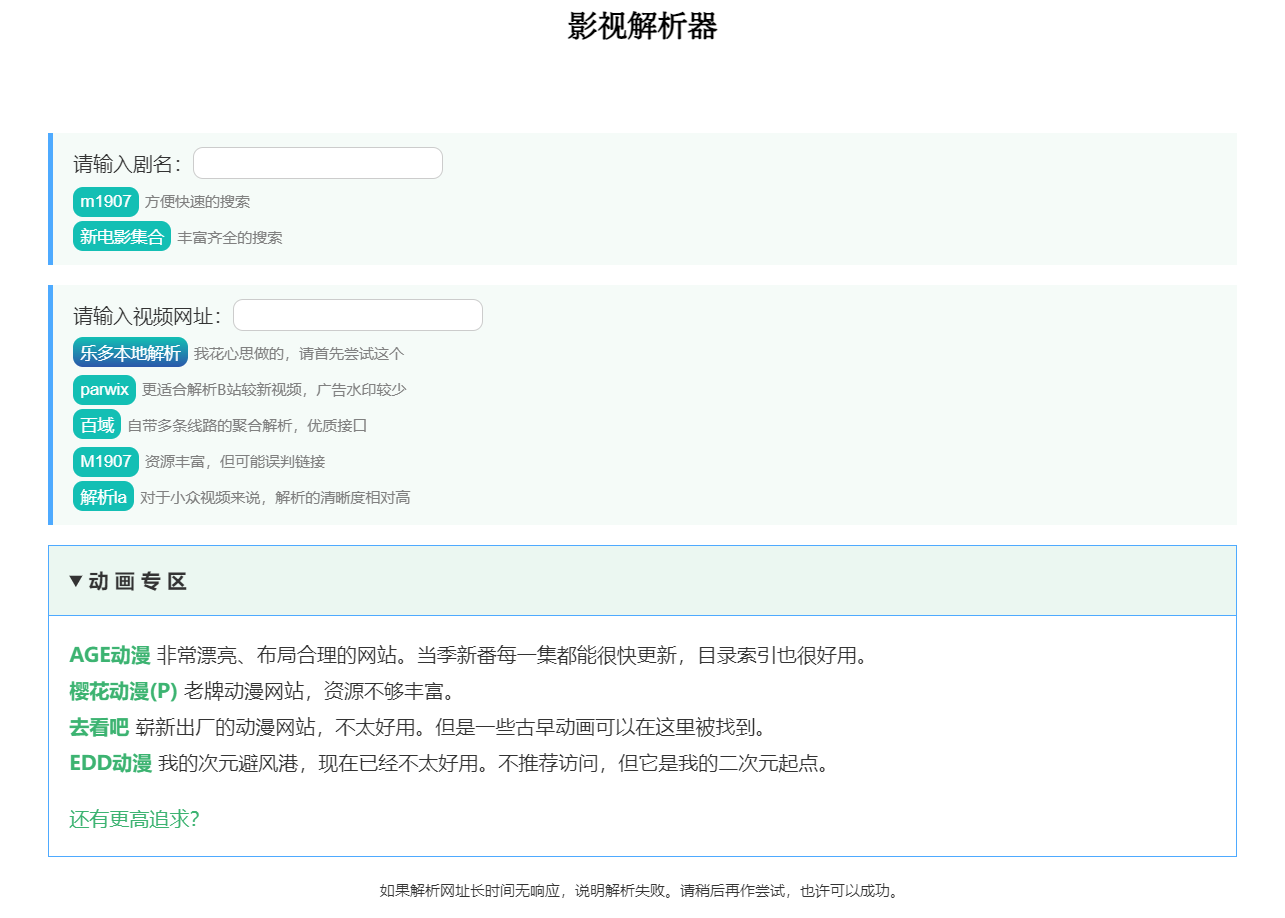 影视解析器
请输入剧名：
m1907 方便快速的搜索
新电影集合 丰富齐全的搜索
请输入视频网址：
乐多本地解析 我花心思做的，请首先尝试这个
parwix 更适合解析B站较新视频，广告水印较少
百域 自带多条线路的聚合解析，优质接口
M1907 资源丰富，但可能误判链接
解析la 对于小众视频来说，解析的清晰度相对高
▼ 动 画 专 区
AGE动漫 非常漂亮、布局合理的网站。当季新番每一集都能很快更新，目录索引也很好用。
樱花动漫(P) 老牌动漫网站，资源不够丰富。
去看吧 崭新出厂的动漫网站，不太好用。但是一些古早动画可以在这里被找到。
EDD动漫 我的次元避风港，现在已经不太好用。不推荐访问，但它是我的二次元起点。
还有更高追求？
如果解析网址长时间无响应，说明解析失败。请稍后再作尝试，也许可以成功。